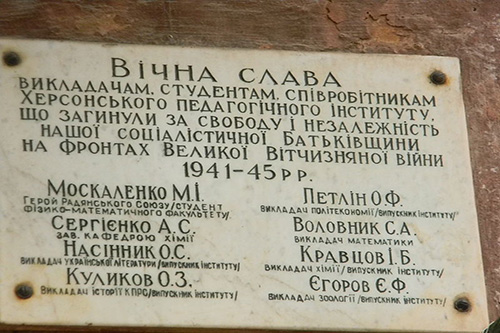 Вічна слава
викладачам, студентам, співробітникам
Херсонського педагогічного інституту,
що загинули за свободу і незалежність
нашої соціалістичної Батьківщини
на фронтах Великої Вітчизняної війни
1941-45 рр.
Москаленко М.І.
Герой Радянського Союзу/студент
фізико-математичного факультету/
Сергієнко А.С.
зав. кафедрою хімії
Насінник О.С.
викладач української літератури/випускник інституту/
Куликов О.З.
викладач історії КПРС/випускник інституту/
Петлін О.Ф.
викладач політекономії/випускник інституту/
Воловник С.А.
викладач математики
Кравцов І.Б.
викладач хімії/випускник інституту/
Єгоров Є.Ф.
викладач зоології/випускник інституту/